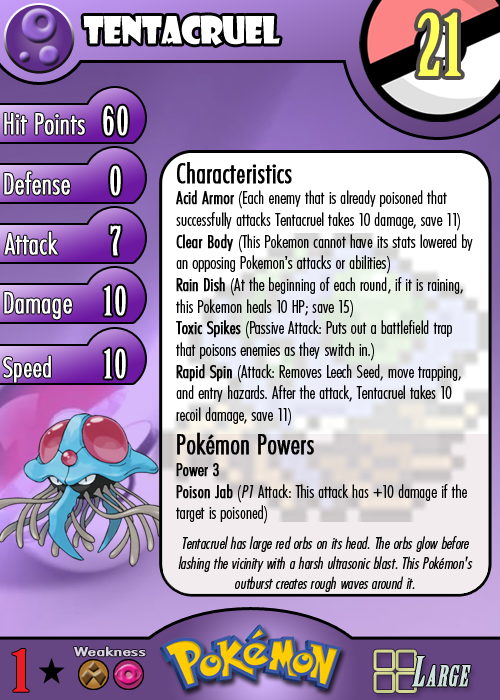 TENTACRUEL
21
Hit Points 60
Defense 0
Attack 7
Damage 10
Speed 10
Characteristics
Acid Armor (Each enemy that is already poisoned that
successfully attacks Tentacruel takes 10 damage, save 11)
Clear Body (This Pokemon cannot have its stats lowered by
an opposing Pokemon's attacks or abilities)
Rain Dish (At the beginning of each round, if it is raining,
this Pokemon heals 10 HP; save 15)
Toxic Spikes (Passive Attack: Puts out a battlefield trap
that poisons enemies as they switch in.)
Rapid Spin (Attack: Removes Leech Seed, move trapping,
and entry hazards. After the attack, Tentacruel takes 10
recoil damage, save 11)
Pokémon Powers
Power 3
Poison Jab (P1 Attack: This attack has +10 damage if the
target is poisoned)
Tentacruel has large red orbs on its head. The orbs glow before
lashing the vicinity with a harsh ultrasonic blast. This Pokémon's
outburst creates rough waves around it.
1 ★
Weakness
POKéMON
LARGE